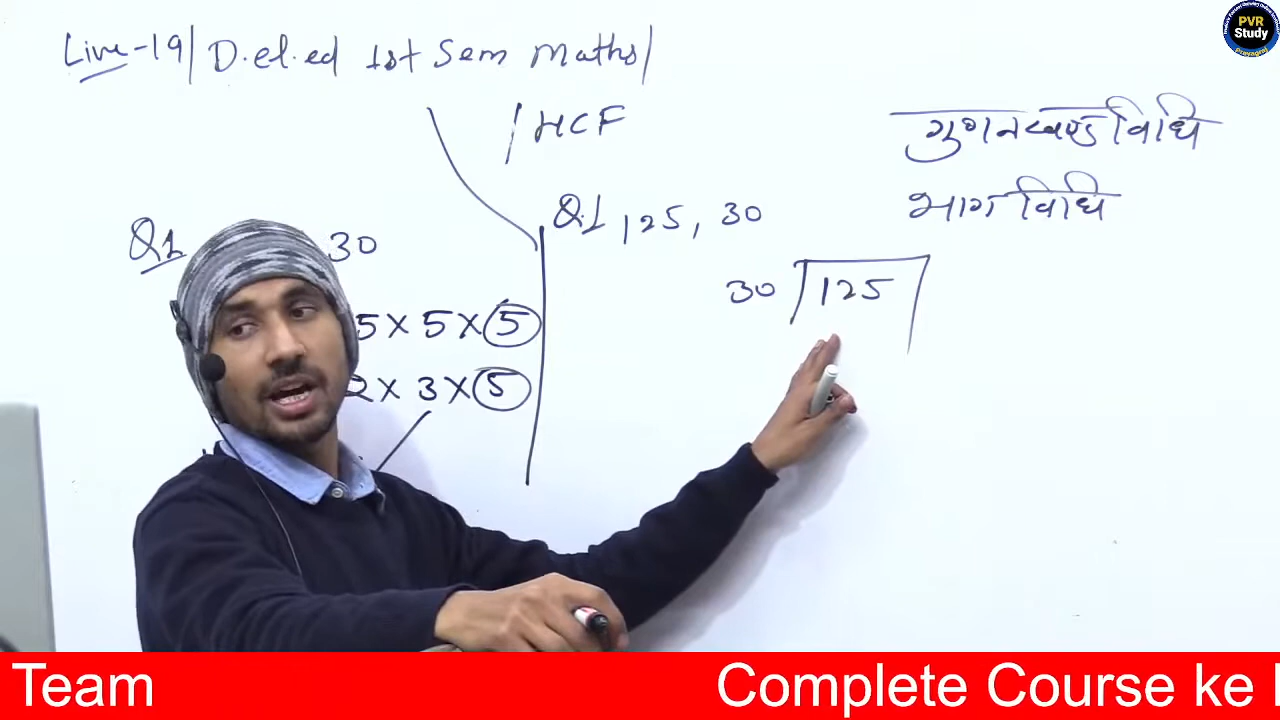 Live-19/ D.el.ed 1st Sem Maths/
/ HCF
गुणनखण्ड विधि
भाग विधि
Q1 30
5 × 5 × 5
2 × 3 × 5
Q1 125, 30
30 125
PVR
Study
Prayagraj
Team Complete Course ke